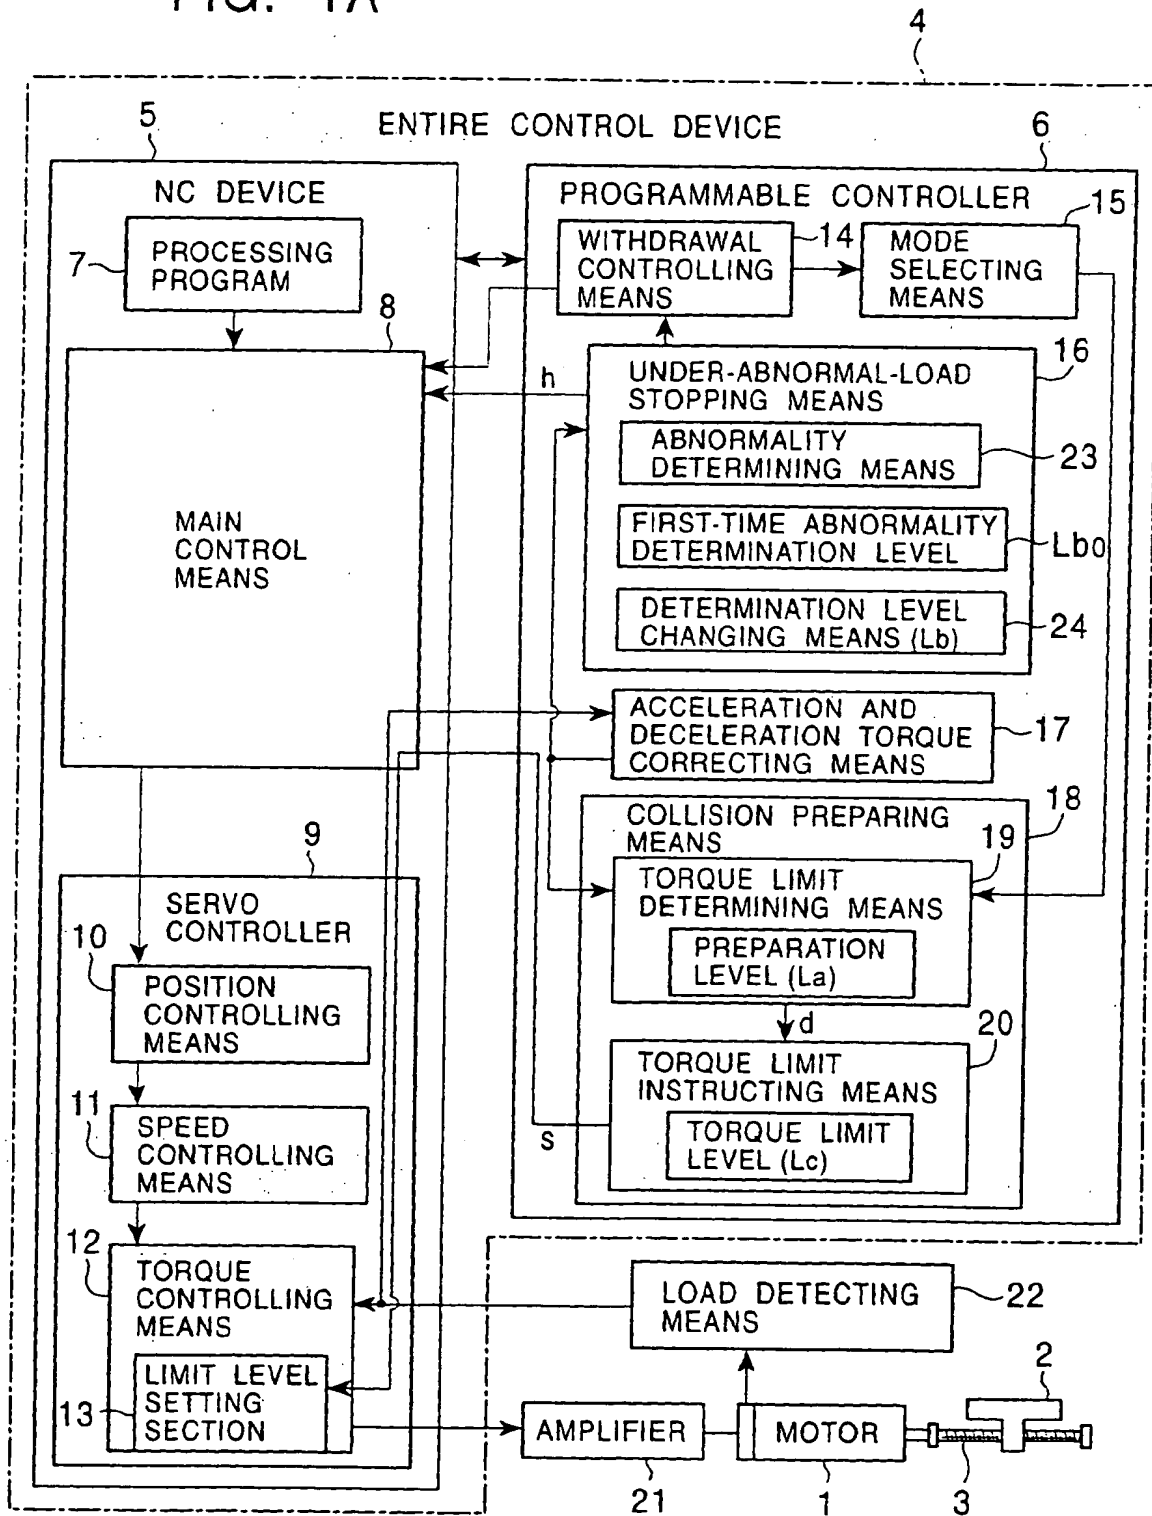 FIG. 1A
4
ENTIRE CONTROL DEVICE
5
NC DEVICE
7
PROCESSING
PROGRAM
8
MAIN
CONTROL
MEANS
9
SERVO
CONTROLLER
10
POSITION
CONTROLLING
MEANS
11
SPEED
CONTROLLING
MEANS
12
TORQUE
CONTROLLING
MEANS
13
LIMIT LEVEL
SETTING
SECTION
6
PROGRAMMABLE CONTROLLER
WITHDRAWAL
CONTROLLING
MEANS
14
MODE
SELECTING
MEANS
15
h
UNDER-ABNORMAL-LOAD
STOPPING MEANS
16
ABNORMALITY
DETERMINING MEANS
23
FIRST-TIME ABNORMALITY
DETERMINATION LEVEL
Lb0
DETERMINATION LEVEL
CHANGING MEANS (Lb)
24
ACCELERATION AND
DECELERATION TORQUE
CORRECTING MEANS
17
COLLISION PREPARING
MEANS
18
19
TORQUE LIMIT
DETERMINING MEANS
PREPARATION
LEVEL (La)
d
20
TORQUE LIMIT
INSTRUCTING MEANS
TORQUE LIMIT
LEVEL (Lc)
s
LOAD DETECTING
MEANS
22
AMPLIFIER
21
MOTOR
1
2
3